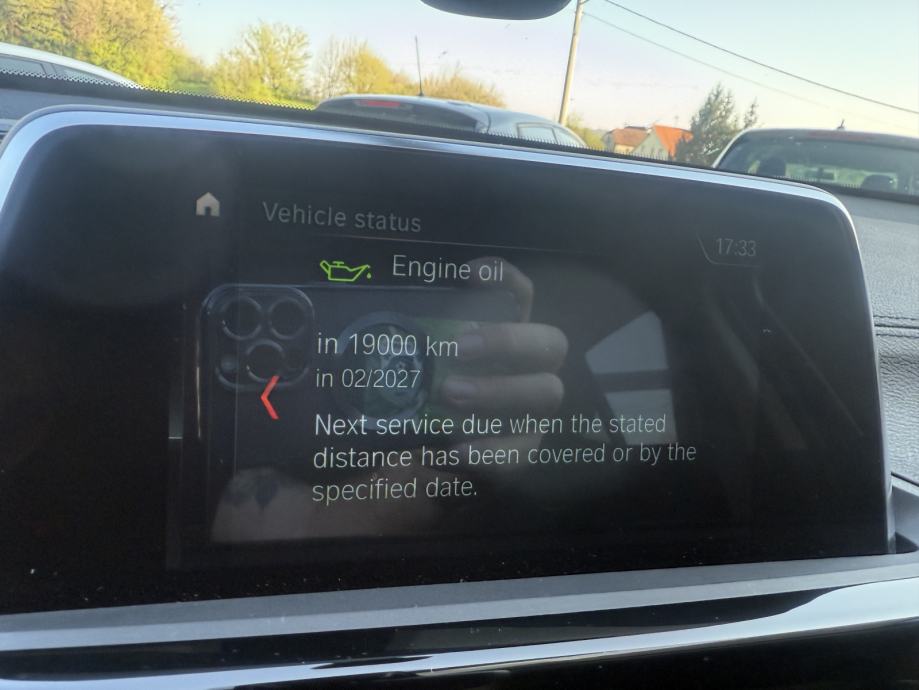 Vehicle status
17:33
Engine oil
in 19000 km
in 02/2027
Next service due when the stated
distance has been covered or by the
specified date.